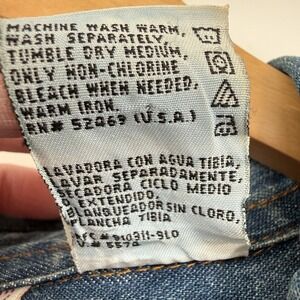 MACHINE WASH WARM,
WASH SEPARATELY,
TUMBLE DRY MEDIUM,
ONLY NON-CHLORINE
BLEACH WHEN NEEDED,
WARM IRON.
RN# 52469 (U.S.A.)
LAVADORA CON AGUA TIBIA,
LAVAR SEPARADAMENTE,
SECADORA CICLO MEDIO
O EXTENDIDO,
BLANQUEADOR SIN CLORO,
PLANCHA TIBIA